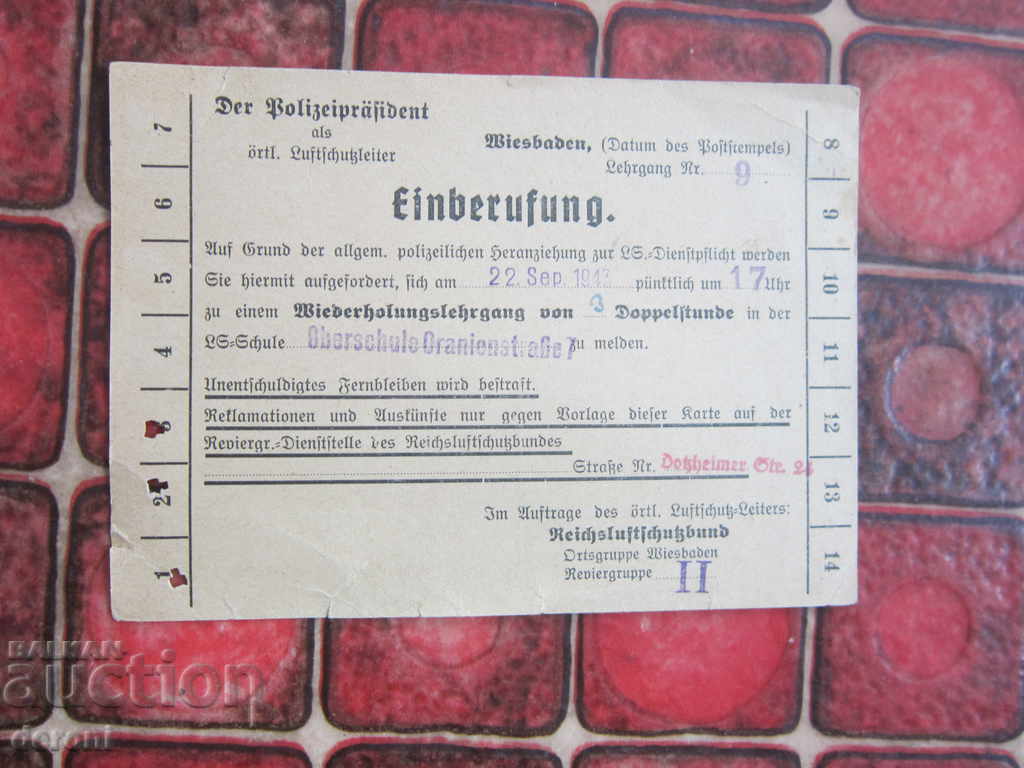 Der Polizeipräsident
als
örtl. Luftschutzleiter
Wiesbaden, (Datum des Poststempels)
Lehrgang Nr. 9
Einberufung.
Auf Grund der allgem. polizeilichen Heranziehung zur LS.-Dienstpflicht werden
Sie hiermit aufgefordert, sich am 22. Sep. 1943 pünktlich um 17 Uhr
zu einem Wiederholungslehrgang von 3 Doppelstunde in der
LS-Schule Oberschule Oranienstraße 7 zu melden.
Unentschuldigtes Fernbleiben wird bestraft.
Reklamationen und Auskünfte nur gegen Vorlage dieser Karte auf der
Reviergr.-Dienststelle des Reichsluftschutzbundes
Straße Nr. Dotzheimer Str. 24
Im Auftrage des örtl. Luftschutz-Leiters:
Reichsluftschutzbund
Ortsgruppe Wiesbaden
Reviergruppe II
7
6
5
4
3
2
1
8
9
10
11
12
13
14
BALKAN
auction
deroni